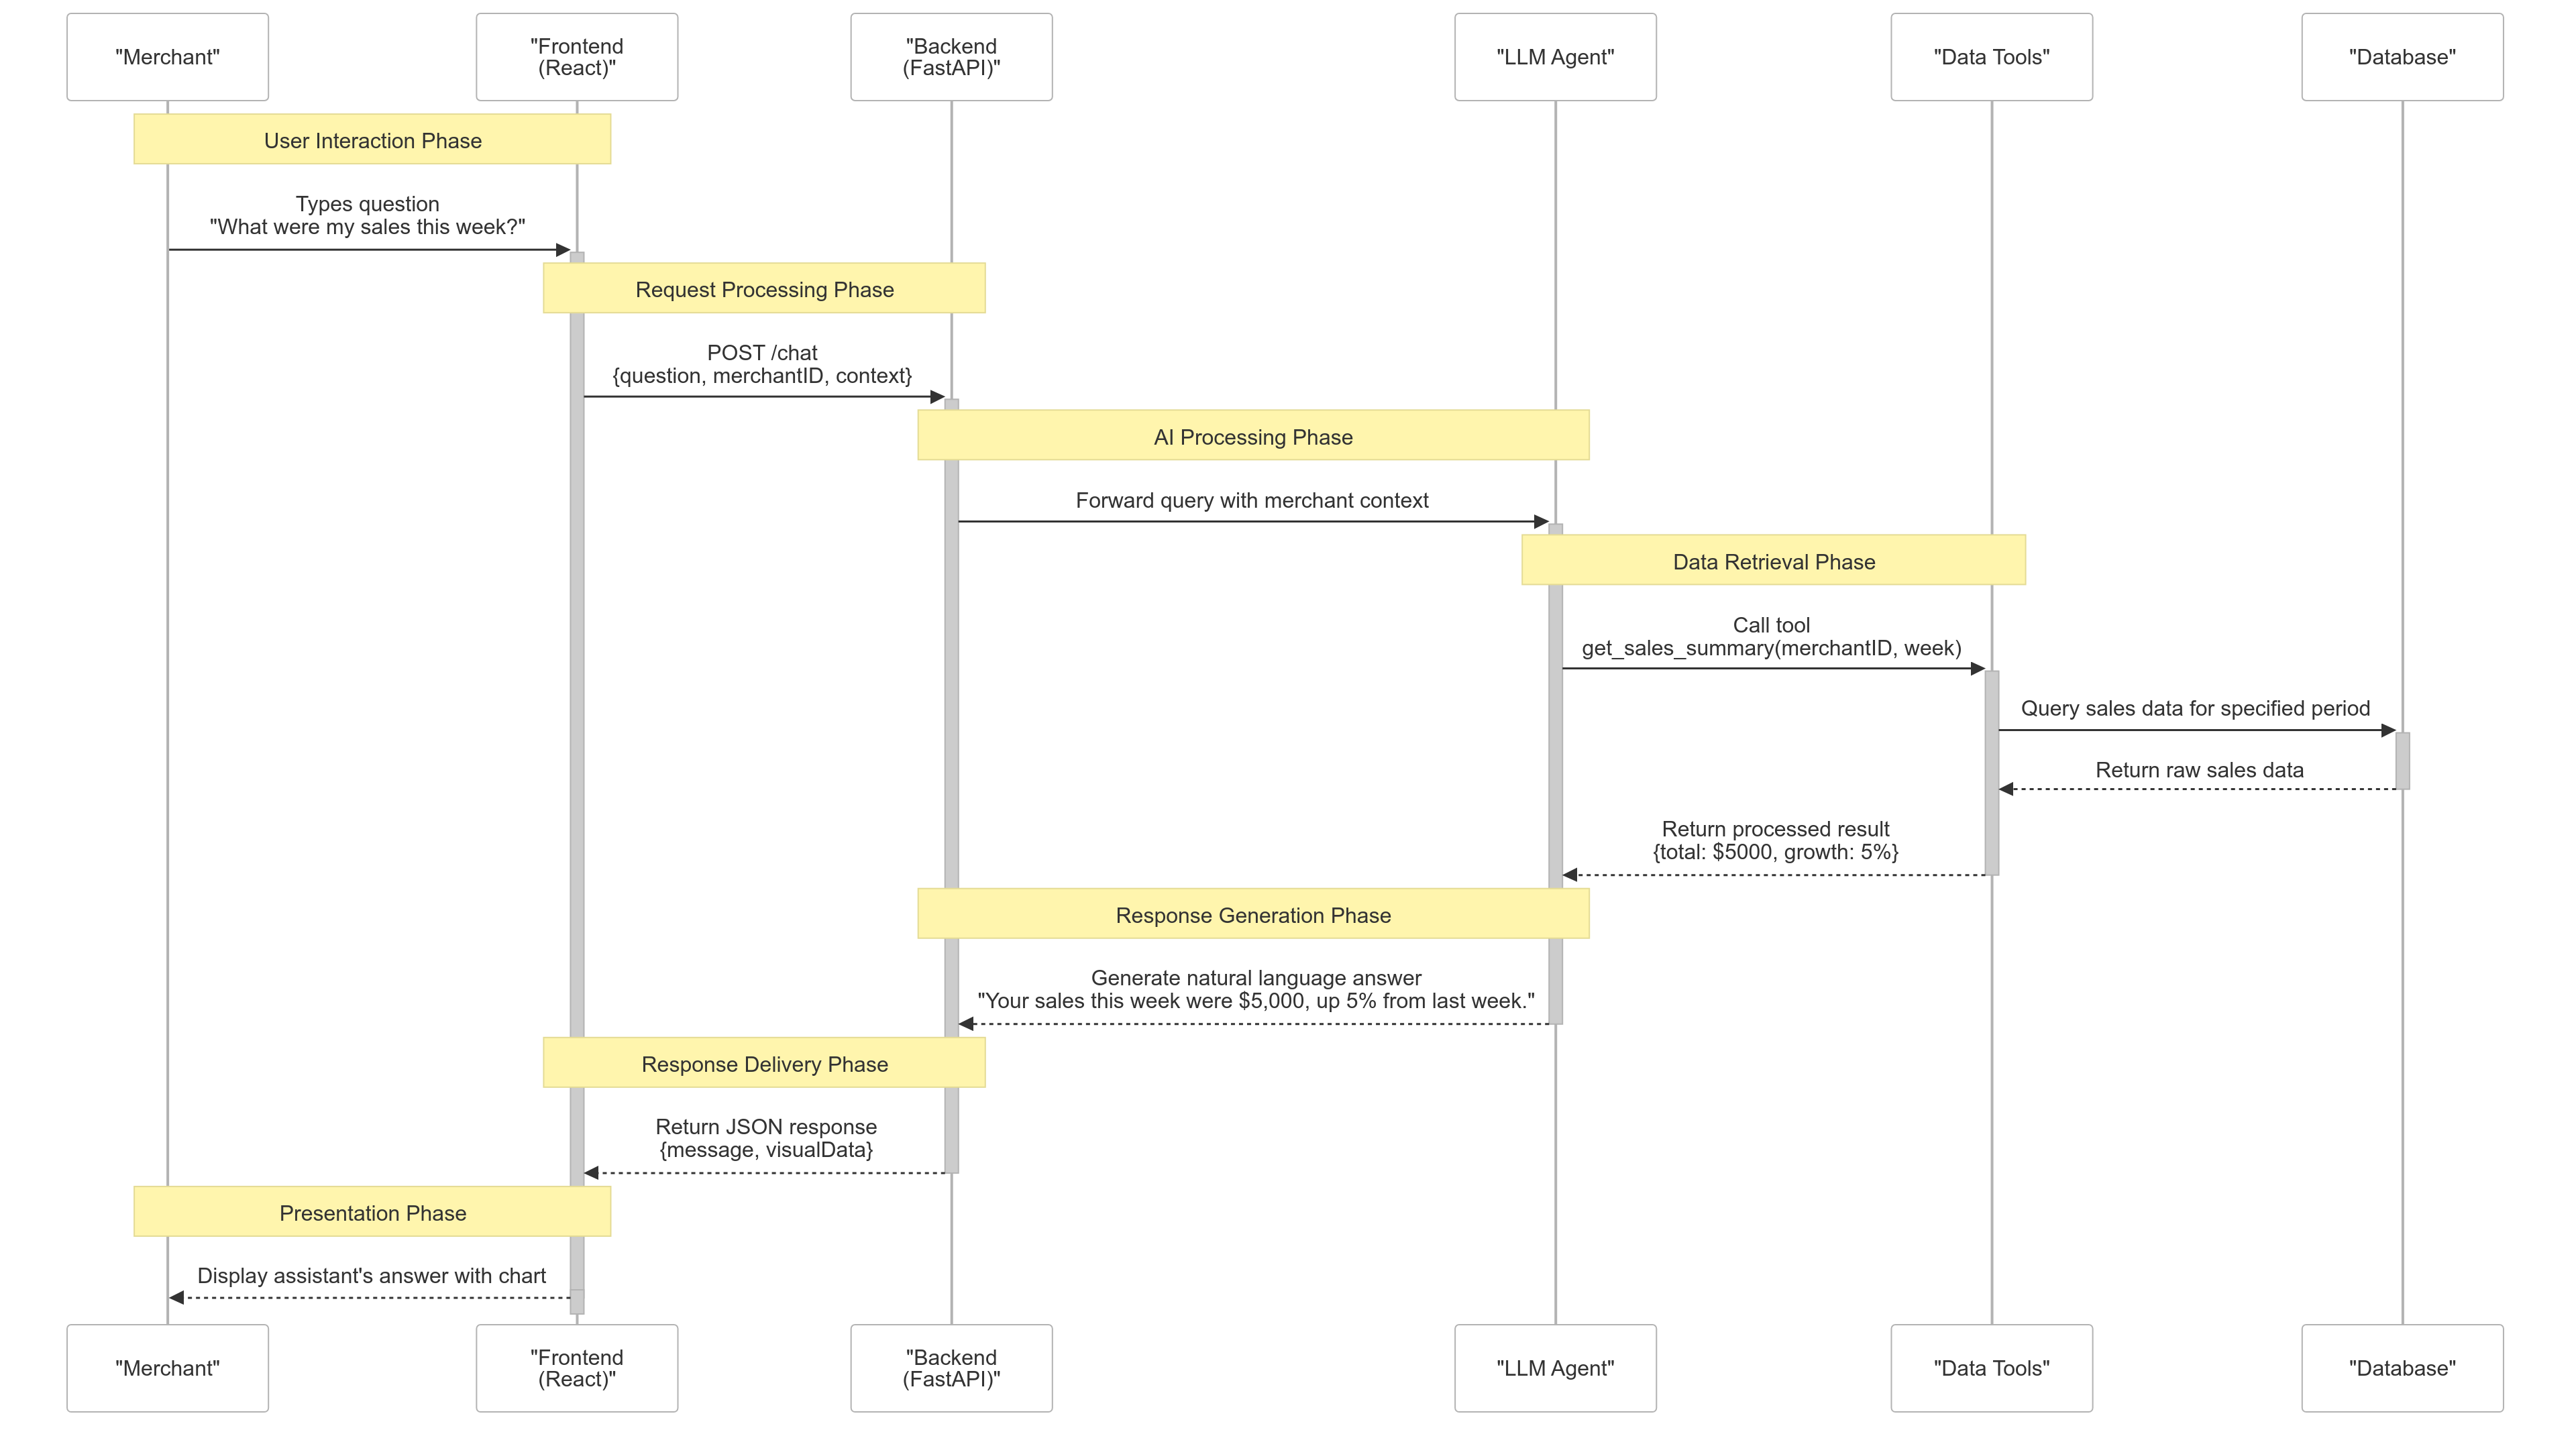 "Merchant"
"Frontend
(React)"
"Backend
(FastAPI)"
"LLM Agent"
"Data Tools"
"Database"
User Interaction Phase
Types question
"What were my sales this week?"
Request Processing Phase
POST /chat
{question, merchantID, context}
AI Processing Phase
Forward query with merchant context
Data Retrieval Phase
Call tool
get_sales_summary(merchantID, week)
Query sales data for specified period
Return raw sales data
Return processed result
{total: $5000, growth: 5%}
Response Generation Phase
Generate natural language answer
"Your sales this week were $5,000, up 5% from last week."
Response Delivery Phase
Return JSON response
{message, visualData}
Presentation Phase
Display assistant's answer with chart
"Merchant"
"Frontend
(React)"
"Backend
(FastAPI)"
"LLM Agent"
"Data Tools"
"Database"